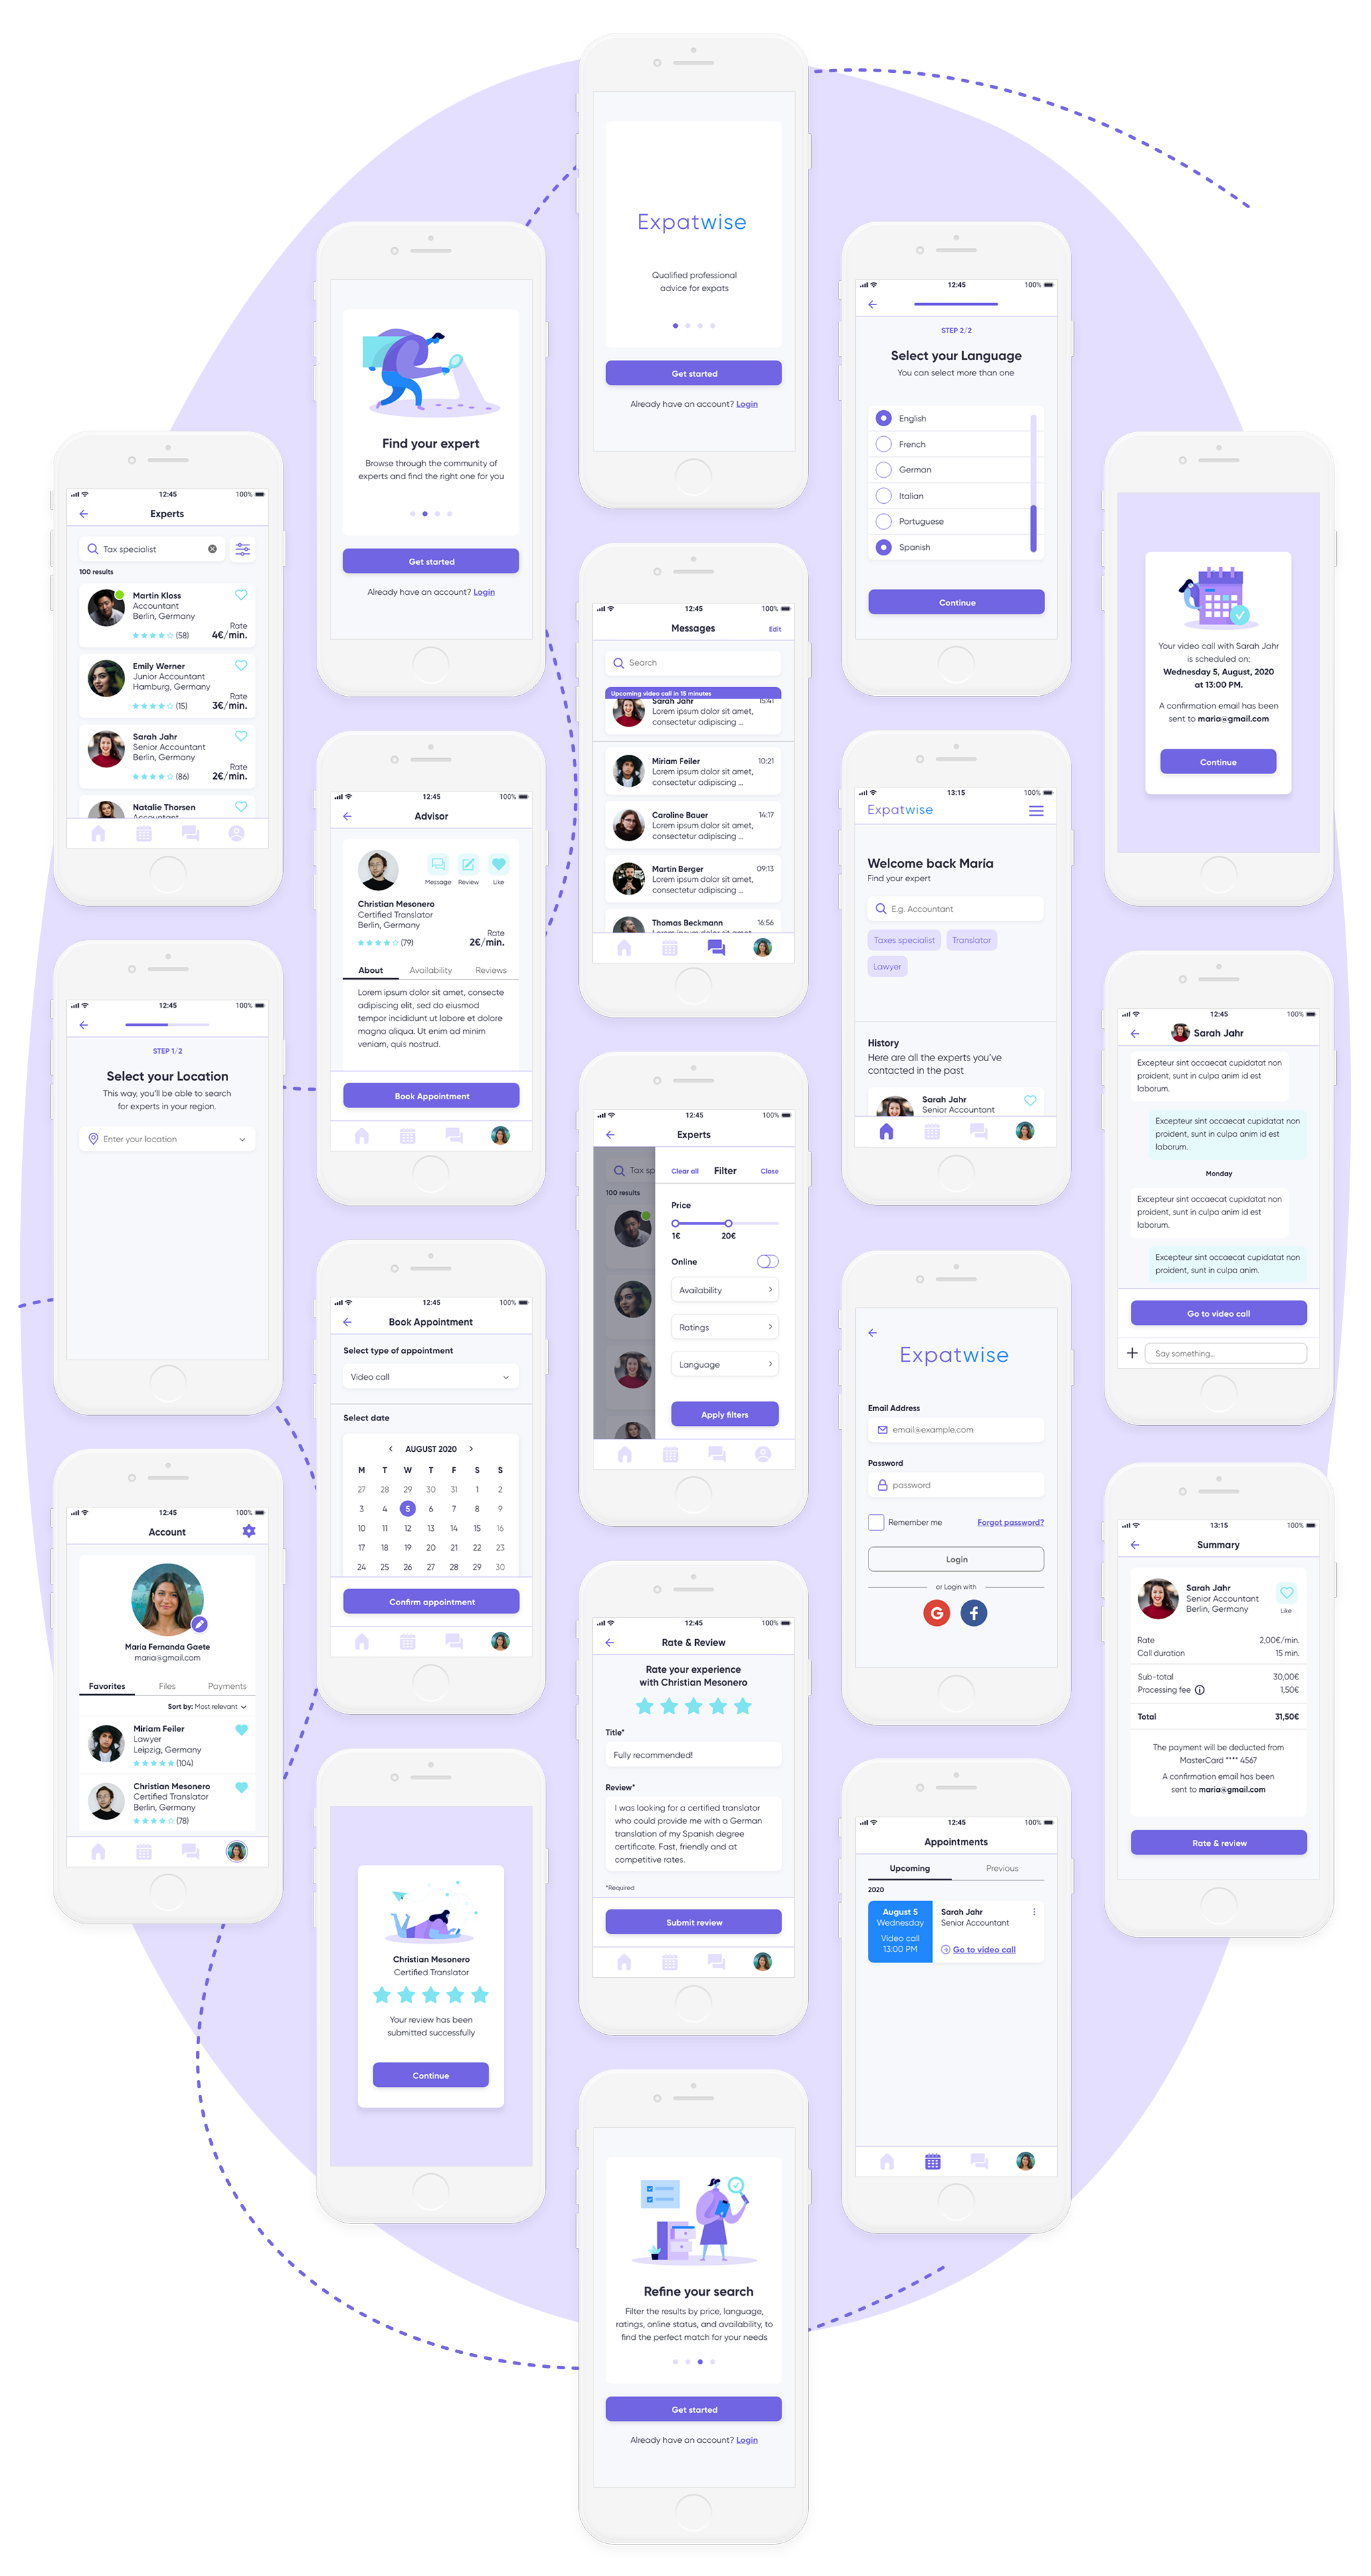 Expatwise
Qualified professional
advice for expats
Get started
Already have an account? Login
Find your expert
Browse through the community of
experts and find the right one for you
Get started
Already have an account? Login
12:45
100%
STEP 2/2
Select your Language
You can select more than one
English
French
German
Italian
Portuguese
Spanish
Continue
12:45
100%
Experts
Tax specialist
100 results
Martin Kloss
Accountant
Berlin, Germany
Rate
(58)
4€/min.
Emily Werner
Junior Accountant
Hamburg, Germany
Rate
(15)
3€/min.
Sarah Jahr
Senior Accountant
Berlin, Germany
Rate
(86)
2€/min.
Natalie Thorsen
Accountant
Your video call with Sarah Jahr
is scheduled on:
Wednesday 5, August, 2020
at 13:00 PM.
A confirmation email has been
sent to maria@gmail.com
Continue
12:45
100%
Messages
Edit
Search
Upcoming video call in 15 minutes
Sarah Jahr
15:41
Lorem ipsum dolor sit amet,
consectetur adipiscing ...
Miriam Feiler
10:21
Lorem ipsum dolor sit amet,
consectetur adipiscing ...
Caroline Bauer
14:17
Lorem ipsum dolor sit amet,
consectetur adipiscing ...
Martin Berger
09:13
Lorem ipsum dolor sit amet,
consectetur adipiscing ...
Thomas Beckmann
16:56
Lorem ipsum dolor sit amet,
12:45
100%
Advisor
Message
Review
Like
Christian Mesonero
Certified Translator
Berlin, Germany
Rate
(79)
2€/min.
About
Availability
Reviews
Lorem ipsum dolor sit amet, consecte
adipiscing elit, sed do eiusmod
tempor incididunt ut labore et dolore
magna aliqua. Ut enim ad minim
veniam, quis nostrud.
Book Appointment
13:15
100%
Expatwise
Welcome back María
Find your expert
E.g. Accountant
Taxes specialist
Translator
Lawyer
History
Here are all the experts you've
contacted in the past
Sarah Jahr
Senior Accountant
12:45
100%
STEP 1/2
Select your Location
This way, you'll be able to search
for experts in your region.
Enter your location
12:45
100%
Sarah Jahr
Excepteur sint occaecat cupidatat non
proident, sunt in culpa anim id est
laborum.
Excepteur sint occaecat cupidatat non
proident, sunt in culpa anim id est
laborum.
Monday
Excepteur sint occaecat cupidatat non
proident, sunt in culpa anim id est
laborum.
Excepteur sint occaecat cupidatat non
proident, sunt in culpa anim.
Go to video call
Say something...
12:45
100%
Experts
Tax sp
100 results
Clear all
Filter
Close
Price
1€
20€
Online
Availability
Ratings
Language
Apply filters
12:45
100%
Book Appointment
Select type of appointment
Video call
Select date
AUGUST 2020
M T W T F S S
27 28 29 30 31 1 2
3 4 5 6 7 8 9
10 11 12 13 14 15 16
17 18 19 20 21 22 23
24 25 26 27 28 29 30
Confirm appointment
Expatwise
Email Address
email@example.com
Password
password
Remember me
Forgot password?
Login
or Login with
G
f
12:45
100%
Account
María Fernanda Gaete
maria@gmail.com
Favorites
Files
Payments
Sort by: Most relevant
Miriam Feiler
Lawyer
Leipzig, Germany
(104)
Christian Mesonero
Certified Translator
Berlin, Germany
(78)
13:15
100%
Summary
Sarah Jahr
Senior Accountant
Berlin, Germany
Like
Rate
2,00€/min.
Call duration
15 min.
Sub-total
30,00€
Processing fee
1,50€
Total
31,50€
The payment will be deducted from
MasterCard **** 4567
A confirmation email has been
sent to maria@gmail.com
Rate & review
12:45
100%
Rate & Review
Rate your experience
with Christian Mesonero
Title*
Fully recommended!
Review*
I was looking for a certified translator
who could provide me with a German
translation of my Spanish degree
certificate. Fast, friendly and at
competitive rates.
*Required
Submit review
Christian Mesonero
Certified Translator
Your review has been
submitted successfully
Continue
12:45
100%
Appointments
Upcoming
Previous
2020
August 5
Wednesday
Video call
13:00 PM
Sarah Jahr
Senior Accountant
Go to video call
Refine your search
Filter the results by price, language,
ratings, online status, and availability, to
find the perfect match for your needs
Get started
Already have an account? Login